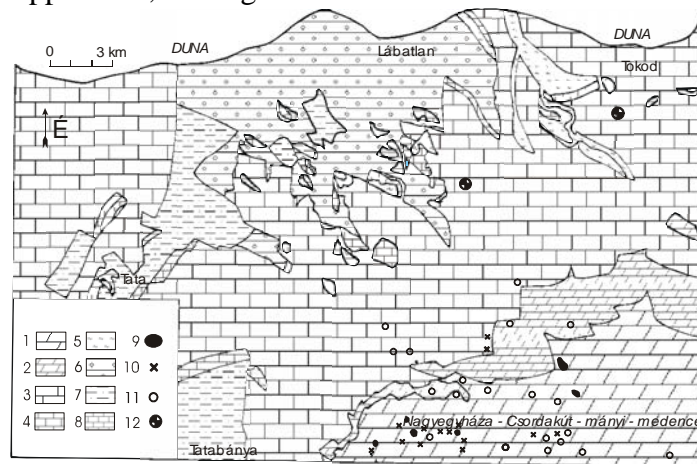 DUNA
DUNA
0 3 km
Lábatlan
Tokod
É
Tata
1 5 9
2 6 10
3 7 11
4 8 12
Nagyegyháza - Csordakút - mányi - medence
Tatabánya